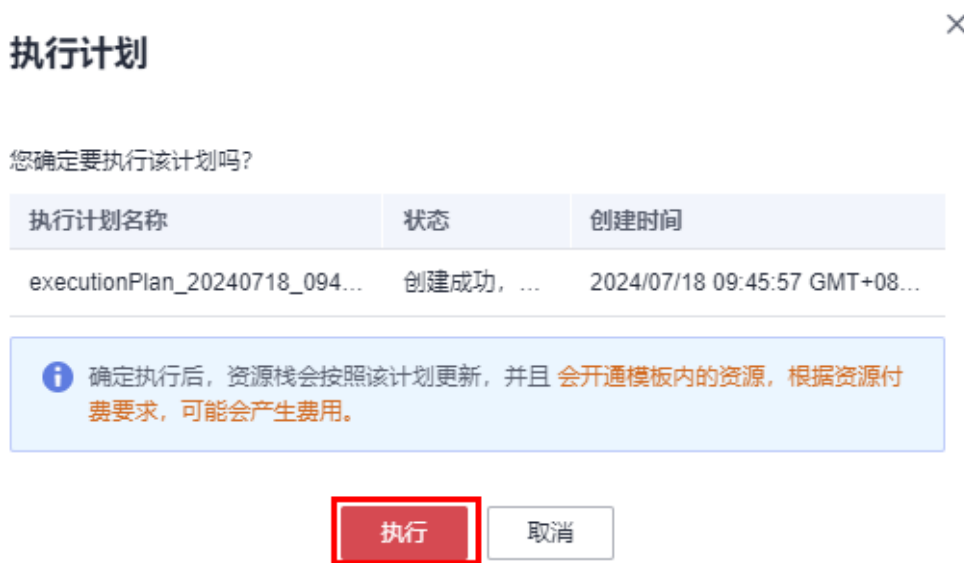 执行计划
您确定要执行该计划吗?
执行计划名称 状态 创建时间
executionPlan_20240718_094... 创建成功，... 2024/07/18 09:45:57 GMT+08...
确定执行后，资源栈会按照该计划更新，并且 会开通模板内的资源，根据资源付
费要求，可能会产生费用。
执行 取消